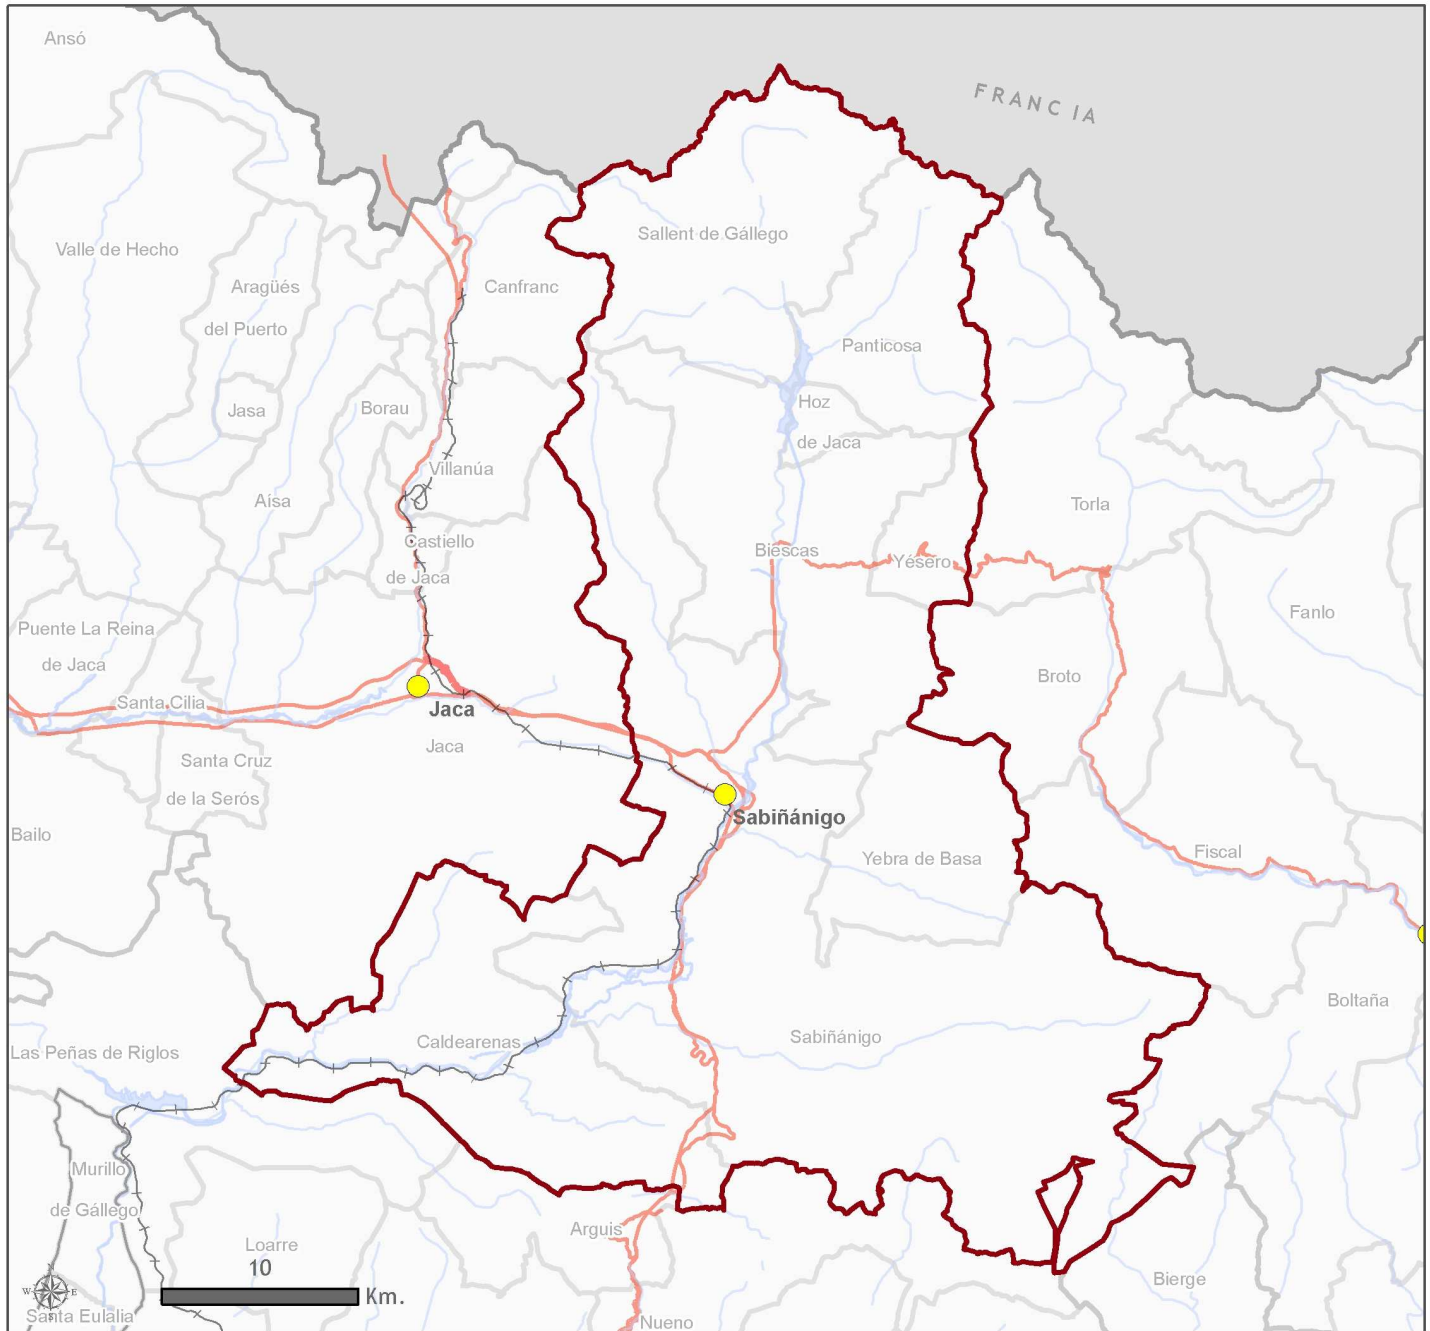 Ansó
FRANCIA
Valle de Hecho
Sallent de Gállego
Aragüés
del Puerto
Canfranc
Panticosa
Jasa
Borau
Hoz
de Jaca
Villanúa
Aísa
Torla
Castiello
de Jaca
Biescas
Yésero
Fanlo
Puente La Reina
de Jaca
Santa Cilia
Broto
Jaca
Jaca
Santa Cruz
de la Serós
Sabiñánigo
Bailo
Yebra de Basa
Fiscal
Boltaña
Las Peñas de Riglos
Caldearenas
Sabiñánigo
Murillo
de Gállego
Arguis
Loarre
10
Km.
Bierge
W
E
S
Santa Eulalia
Nueno